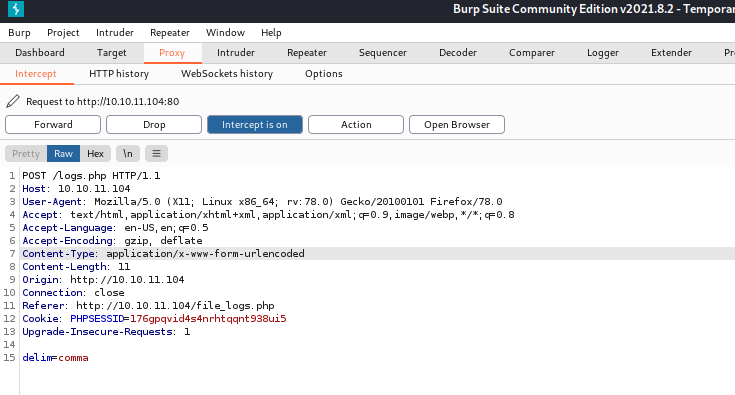 Burp Suite Community Edition v2021.8.2 - Temporar
Burp Project Intruder Repeater Window Help
Dashboard Target Proxy Intruder Repeater Sequencer Decoder Comparer Logger Extender Pr
Intercept HTTP history WebSockets history Options
Request to http://10.10.11.104:80
Forward Drop Intercept is on Action Open Browser
Pretty Raw Hex \n
1 POST /logs.php HTTP/1.1
2 Host: 10.10.11.104
3 User-Agent: Mozilla/5.0 (X11; Linux x86_64; rv:78.0) Gecko/20100101 Firefox/78.0
4 Accept: text/html,application/xhtml+xml,application/xml;q=0.9,image/webp,*/*;q=0.8
5 Accept-Language: en-US,en;q=0.5
6 Accept-Encoding: gzip, deflate
7 Content-Type: application/x-www-form-urlencoded
8 Content-Length: 11
9 Origin: http://10.10.11.104
10 Connection: close
11 Referer: http://10.10.11.104/file_logs.php
12 Cookie: PHPSESSID=176gpqvid4s4nrhtqqnt938ui5
13 Upgrade-Insecure-Requests: 1
14
15 delim=comma